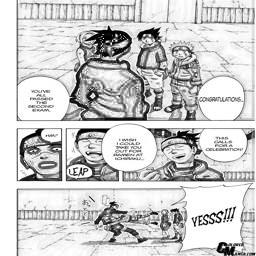 YOU'VE
ALL
PASSED
THE
SECOND
EXAM,
CONGRATULATIONS...
THIS
CALLS
FOR A
CELEBRATION!
I WISH
I COULD
TAKE YOU
OUT FOR
RAMEN AT
ICHIRAKU...
LEAP
YESSS!!!